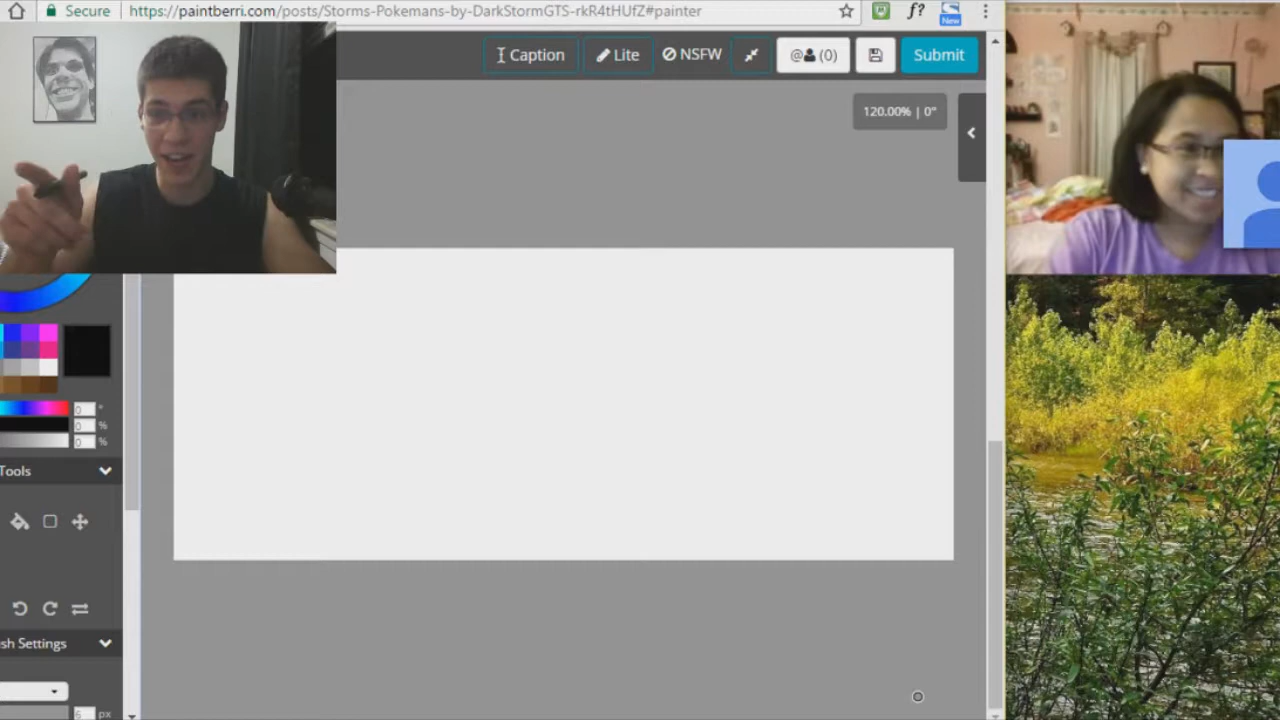 Secure https://paintberri.com/posts/Storms-Pokemans-by-DarkStormGTS-rkR4tHUfZ#painter
f?
New
Caption Lite NSFW @ (0) Submit
120.00% | 0°
0 °
0 %
0 %
Tools
sh Settings
6 px